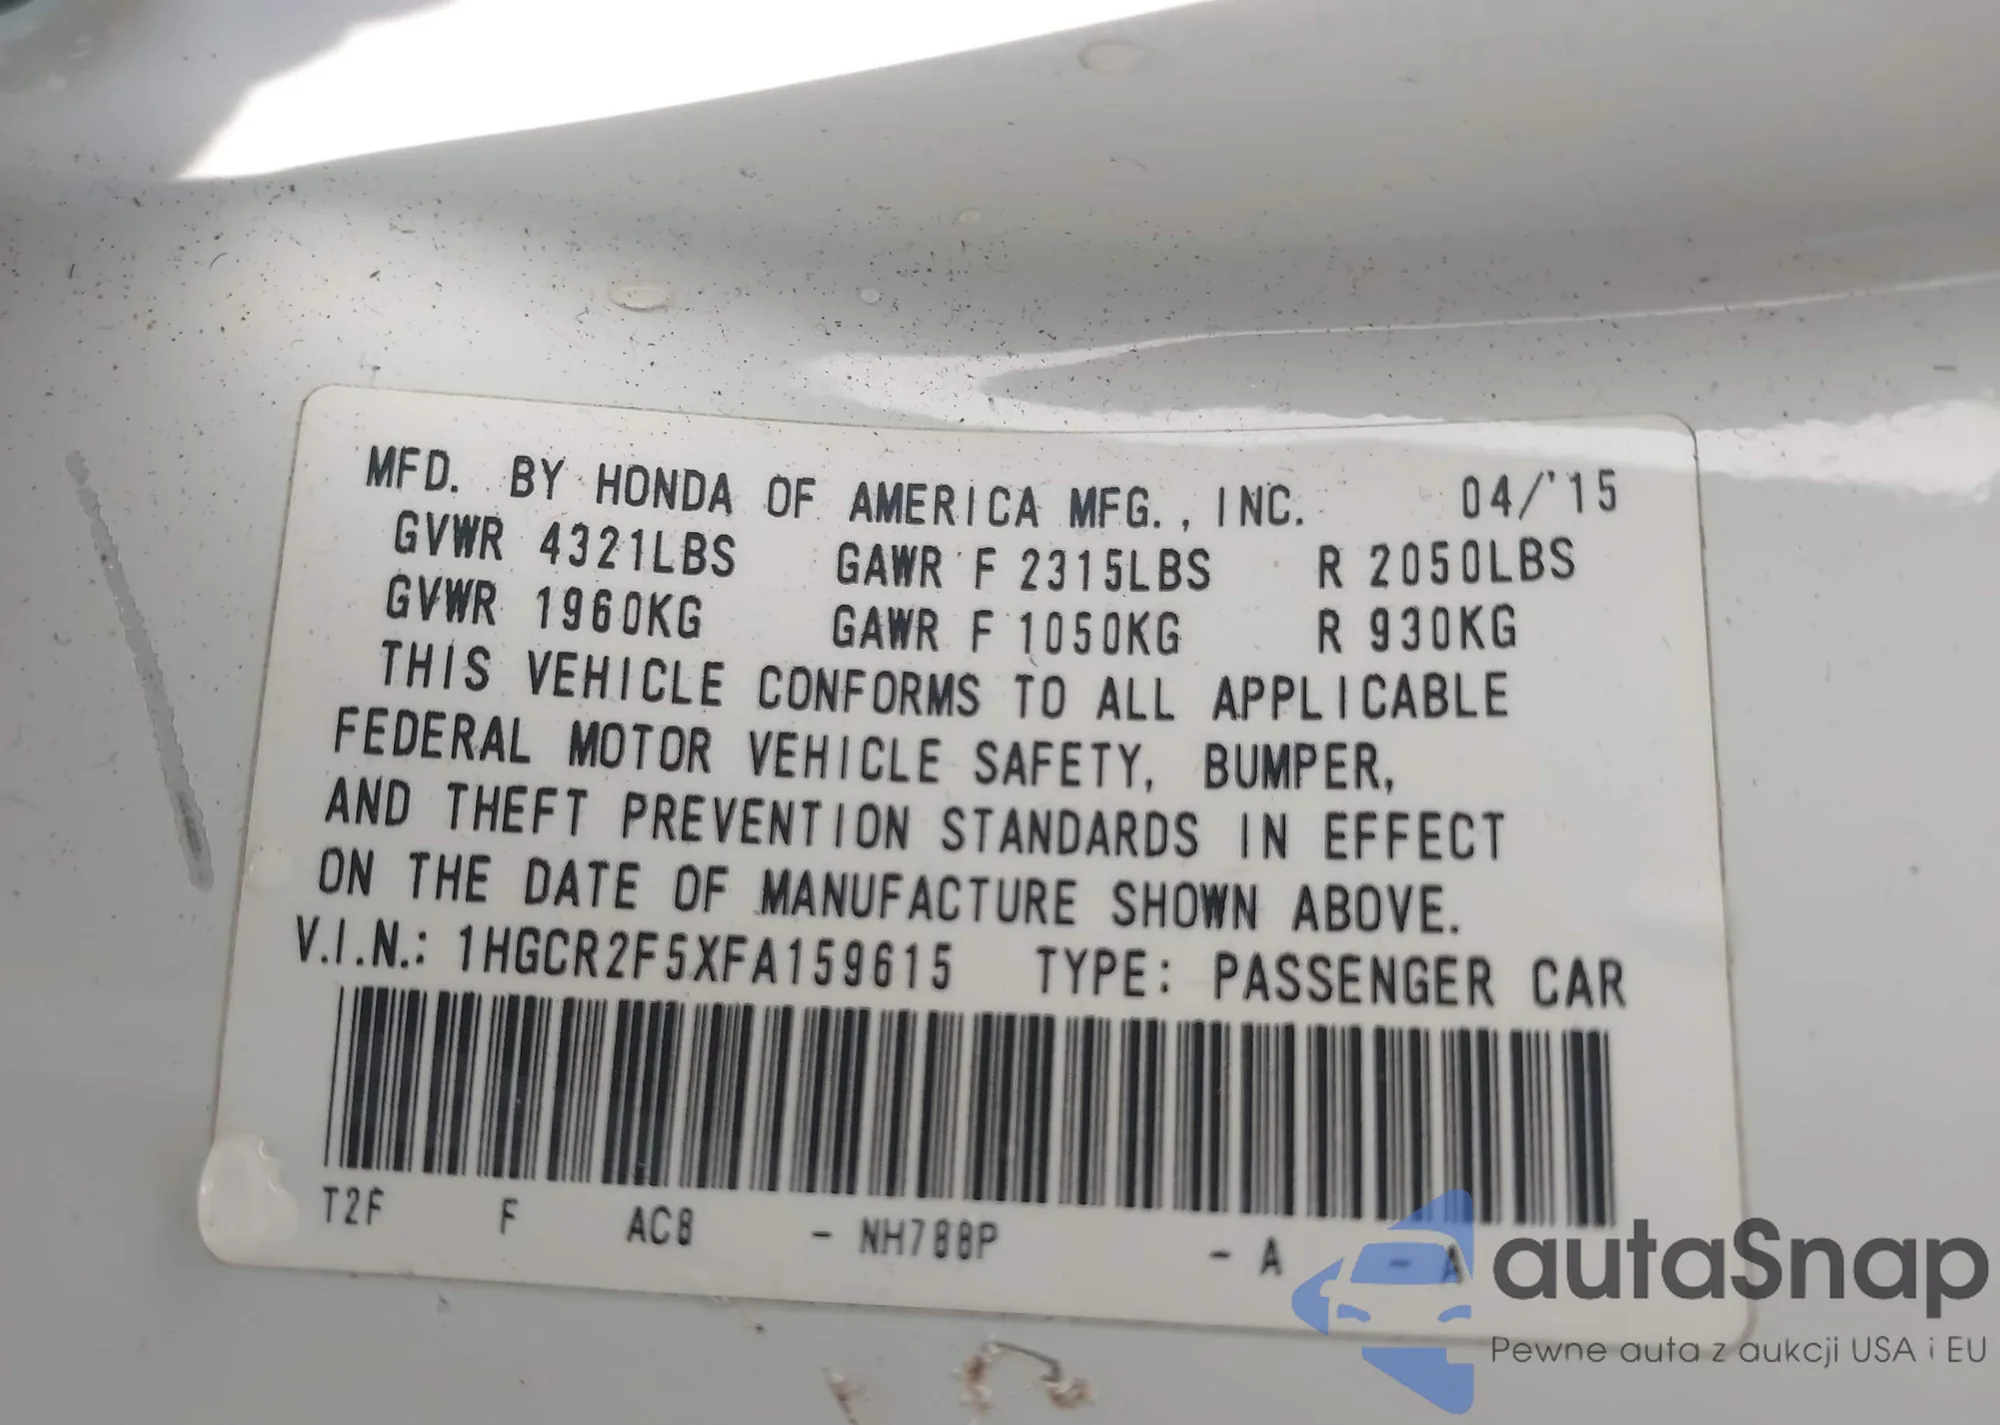 MFD. BY HONDA OF AMERICA MFG., INC. 04/'15
GVWR 4321LBS GAWR F 2315LBS R 2050LBS
GVWR 1960KG GAWR F 1050KG R 930KG
THIS VEHICLE CONFORMS TO ALL APPLICABLE
FEDERAL MOTOR VEHICLE SAFETY, BUMPER,
AND THEFT PREVENTION STANDARDS IN EFFECT
ON THE DATE OF MANUFACTURE SHOWN ABOVE.
V.I.N.: 1HGCR2F5XFA159615 TYPE: PASSENGER CAR
T2F F AC8 - NH788P - A - A
autaSnap
Pewne auta z aukcji USA i EU